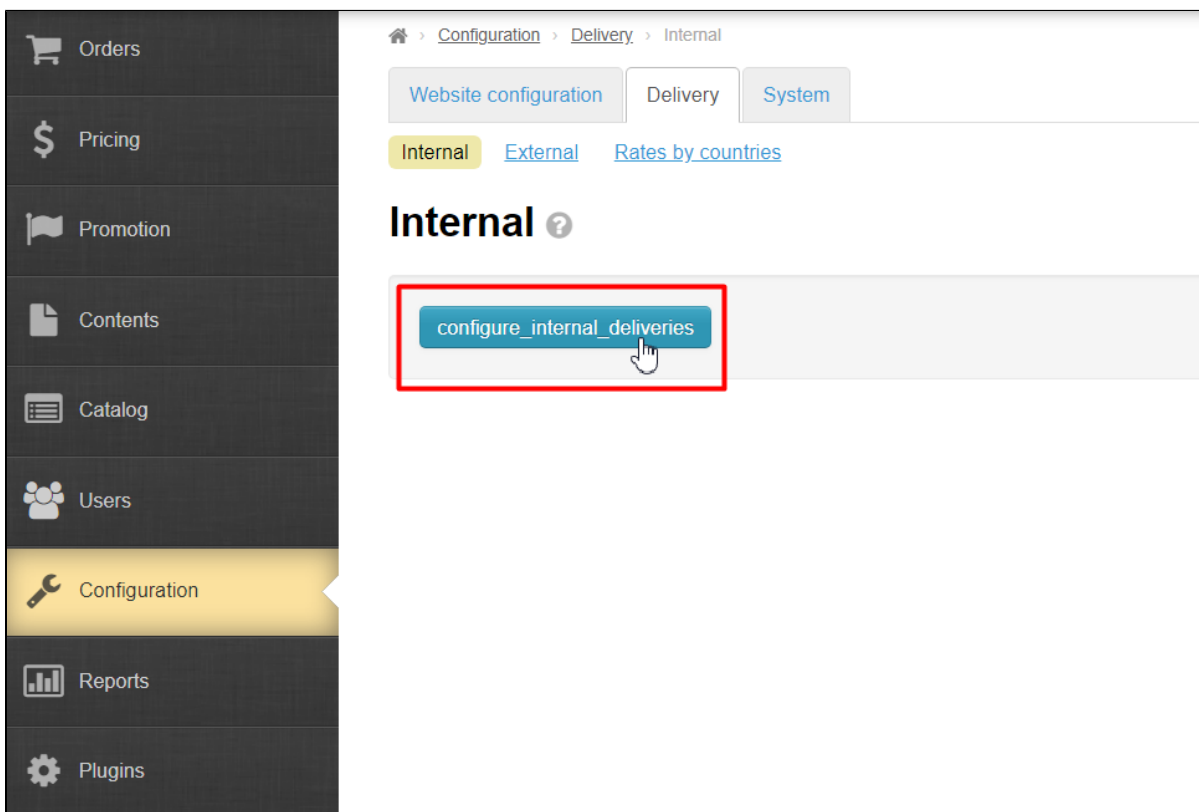 Orders
Pricing
Promotion
Contents
Catalog
Users
Configuration
Reports
Plugins
› Configuration › Delivery › Internal
Website configuration Delivery System
Internal External Rates by countries
Internal ?
configure_internal_deliveries